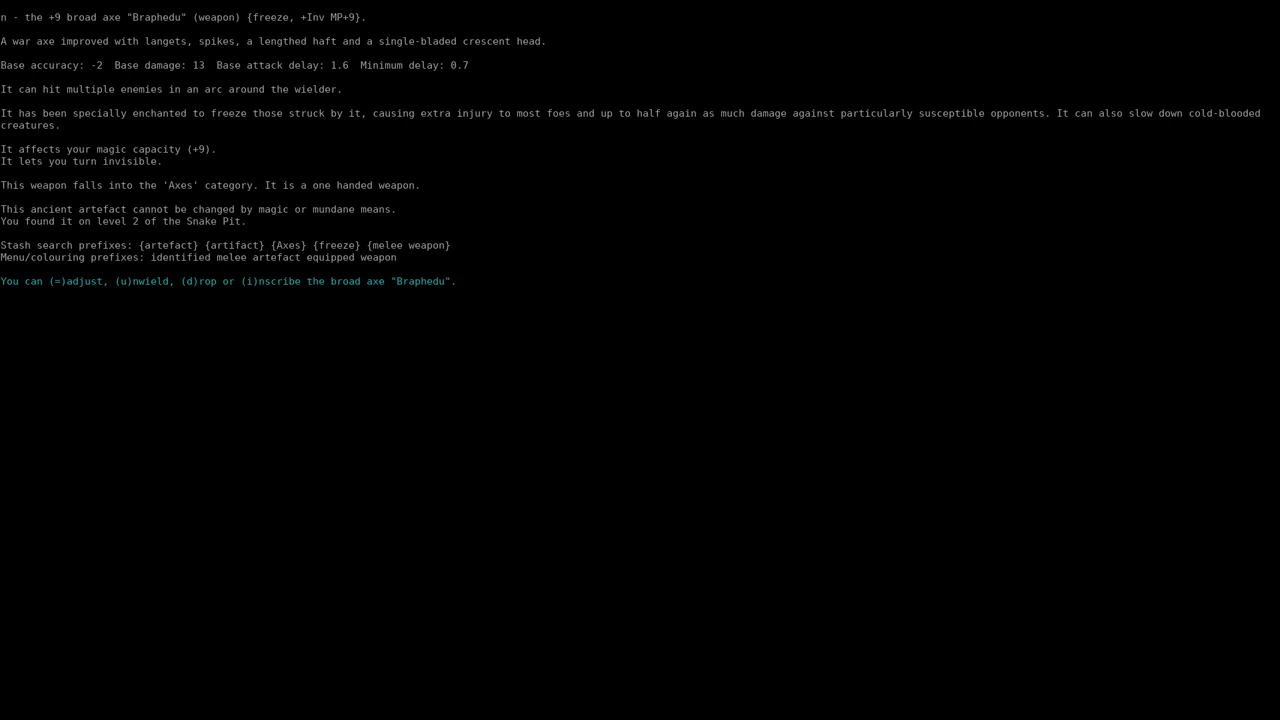 n - the +9 broad axe "Braphedu" (weapon) {freeze, +Inv MP+9}.
A war axe improved with langets, spikes, a lengthed haft and a single-bladed crescent head.
Base accuracy: -2  Base damage: 13  Base attack delay: 1.6  Minimum delay: 0.7
It can hit multiple enemies in an arc around the wielder.
It has been specially enchanted to freeze those struck by it, causing extra injury to most foes and up to half again as much damage against particularly susceptible opponents. It can also slow down cold-blooded
creatures.
It affects your magic capacity (+9).
It lets you turn invisible.
This weapon falls into the 'Axes' category. It is a one handed weapon.
This ancient artefact cannot be changed by magic or mundane means.
You found it on level 2 of the Snake Pit.
Stash search prefixes: {artefact} {artifact} {Axes} {freeze} {melee weapon}
Menu/colouring prefixes: identified melee artefact equipped weapon
You can (=)adjust, (u)nwield, (d)rop or (i)nscribe the broad axe "Braphedu".